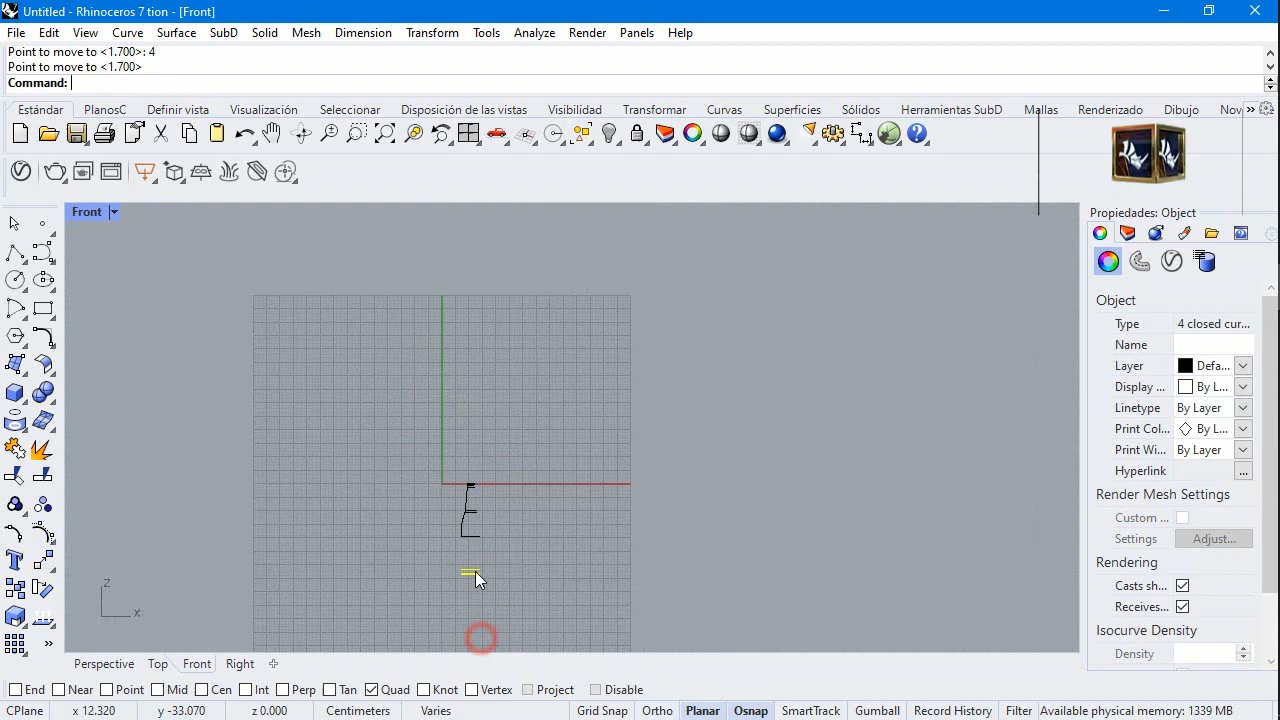 Untitled - Rhinoceros 7 tion - [Front]
File Edit View Curve Surface SubD Solid Mesh Dimension Transform Tools Analyze Render Panels Help
Point to move to <1.700>: 4
Point to move to <1.700>
Command:
Estándar PlanosC Definir vista Visualización Seleccionar Disposición de las vistas Visibilidad Transformar Curvas Superficies Sólidos Herramientas SubD Mallas Renderizado Dibujo Nov »
Front
Propiedades: Object
Object
Type 4 closed cur...
Name
Layer Defa...
Display ... By L...
Linetype By Layer
Print Col... By L...
Print Wi... By Layer
Hyperlink ...
Render Mesh Settings
Custom ...
Settings Adjust...
Rendering
Casts sh...
Receives...
Isocurve Density
Density
z
x
Perspective Top Front Right
End Near Point Mid Cen Int Perp Tan Quad Knot Vertex Project Disable
CPlane x 12.320 y -33.070 z 0.000 Centimeters Varies Grid Snap Ortho Planar Osnap SmartTrack Gumball Record History Filter Available physical memory: 1339 MB